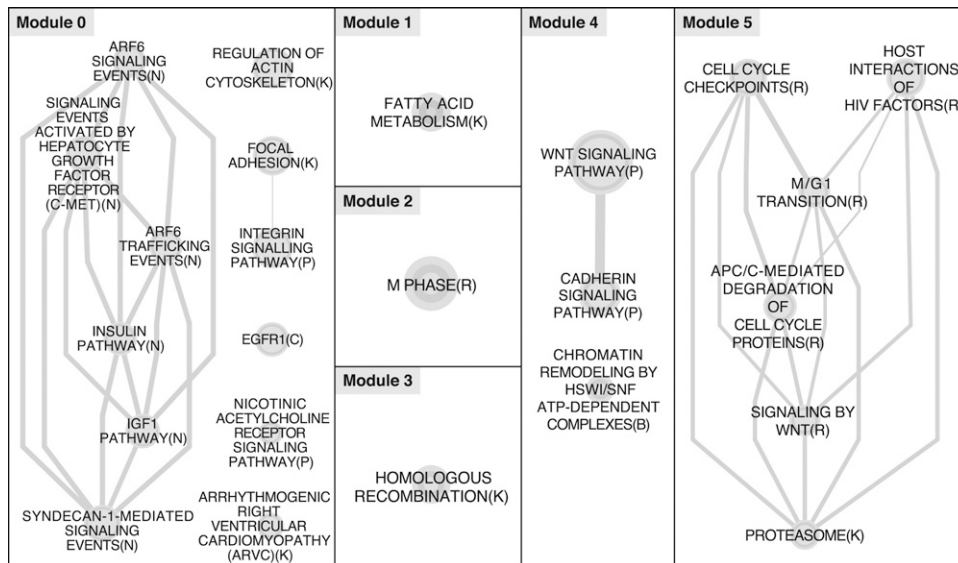 Module 0
ARF6
SIGNALING
EVENTS(N)
SIGNALING
EVENTS
ACTIVATED BY
HEPATOCYTE
GROWTH
FACTOR
RECEPTOR
(C-MET)(N)
ARF6
TRAFFICKING
EVENTS(N)
INSULIN
PATHWAY(N)
IGF1
PATHWAY(N)
SYNDECAN-1-MEDIATED
SIGNALING
EVENTS(N)
REGULATION OF
ACTIN
CYTOSKELETON(K)
FOCAL
ADHESION(K)
INTEGRIN
SIGNALLING
PATHWAY(P)
EGFR1(C)
NICOTINIC
ACETYLCHOLINE
RECEPTOR
SIGNALING
PATHWAY(P)
ARRHYTHMOGENIC
RIGHT
VENTRICULAR
CARDIOMYOPATHY
(ARVC)(K)
Module 1
FATTY ACID
METABOLISM(K)
Module 2
M PHASE(R)
Module 3
HOMOLOGOUS
RECOMBINATION(K)
Module 4
WNT SIGNALING
PATHWAY(P)
CADHERIN
SIGNALING
PATHWAY(P)
CHROMATIN
REMODELING BY
HSWI/SNF
ATP-DEPENDENT
COMPLEXES(B)
Module 5
CELL CYCLE
CHECKPOINTS(R)
HOST
INTERACTIONS
OF
HIV FACTORS(R)
M/G1
TRANSITION(R)
APC/C-MEDIATED
DEGRADATION
OF
CELL CYCLE
PROTEINS(R)
SIGNALING BY
WNT(R)
PROTEASOME(K)